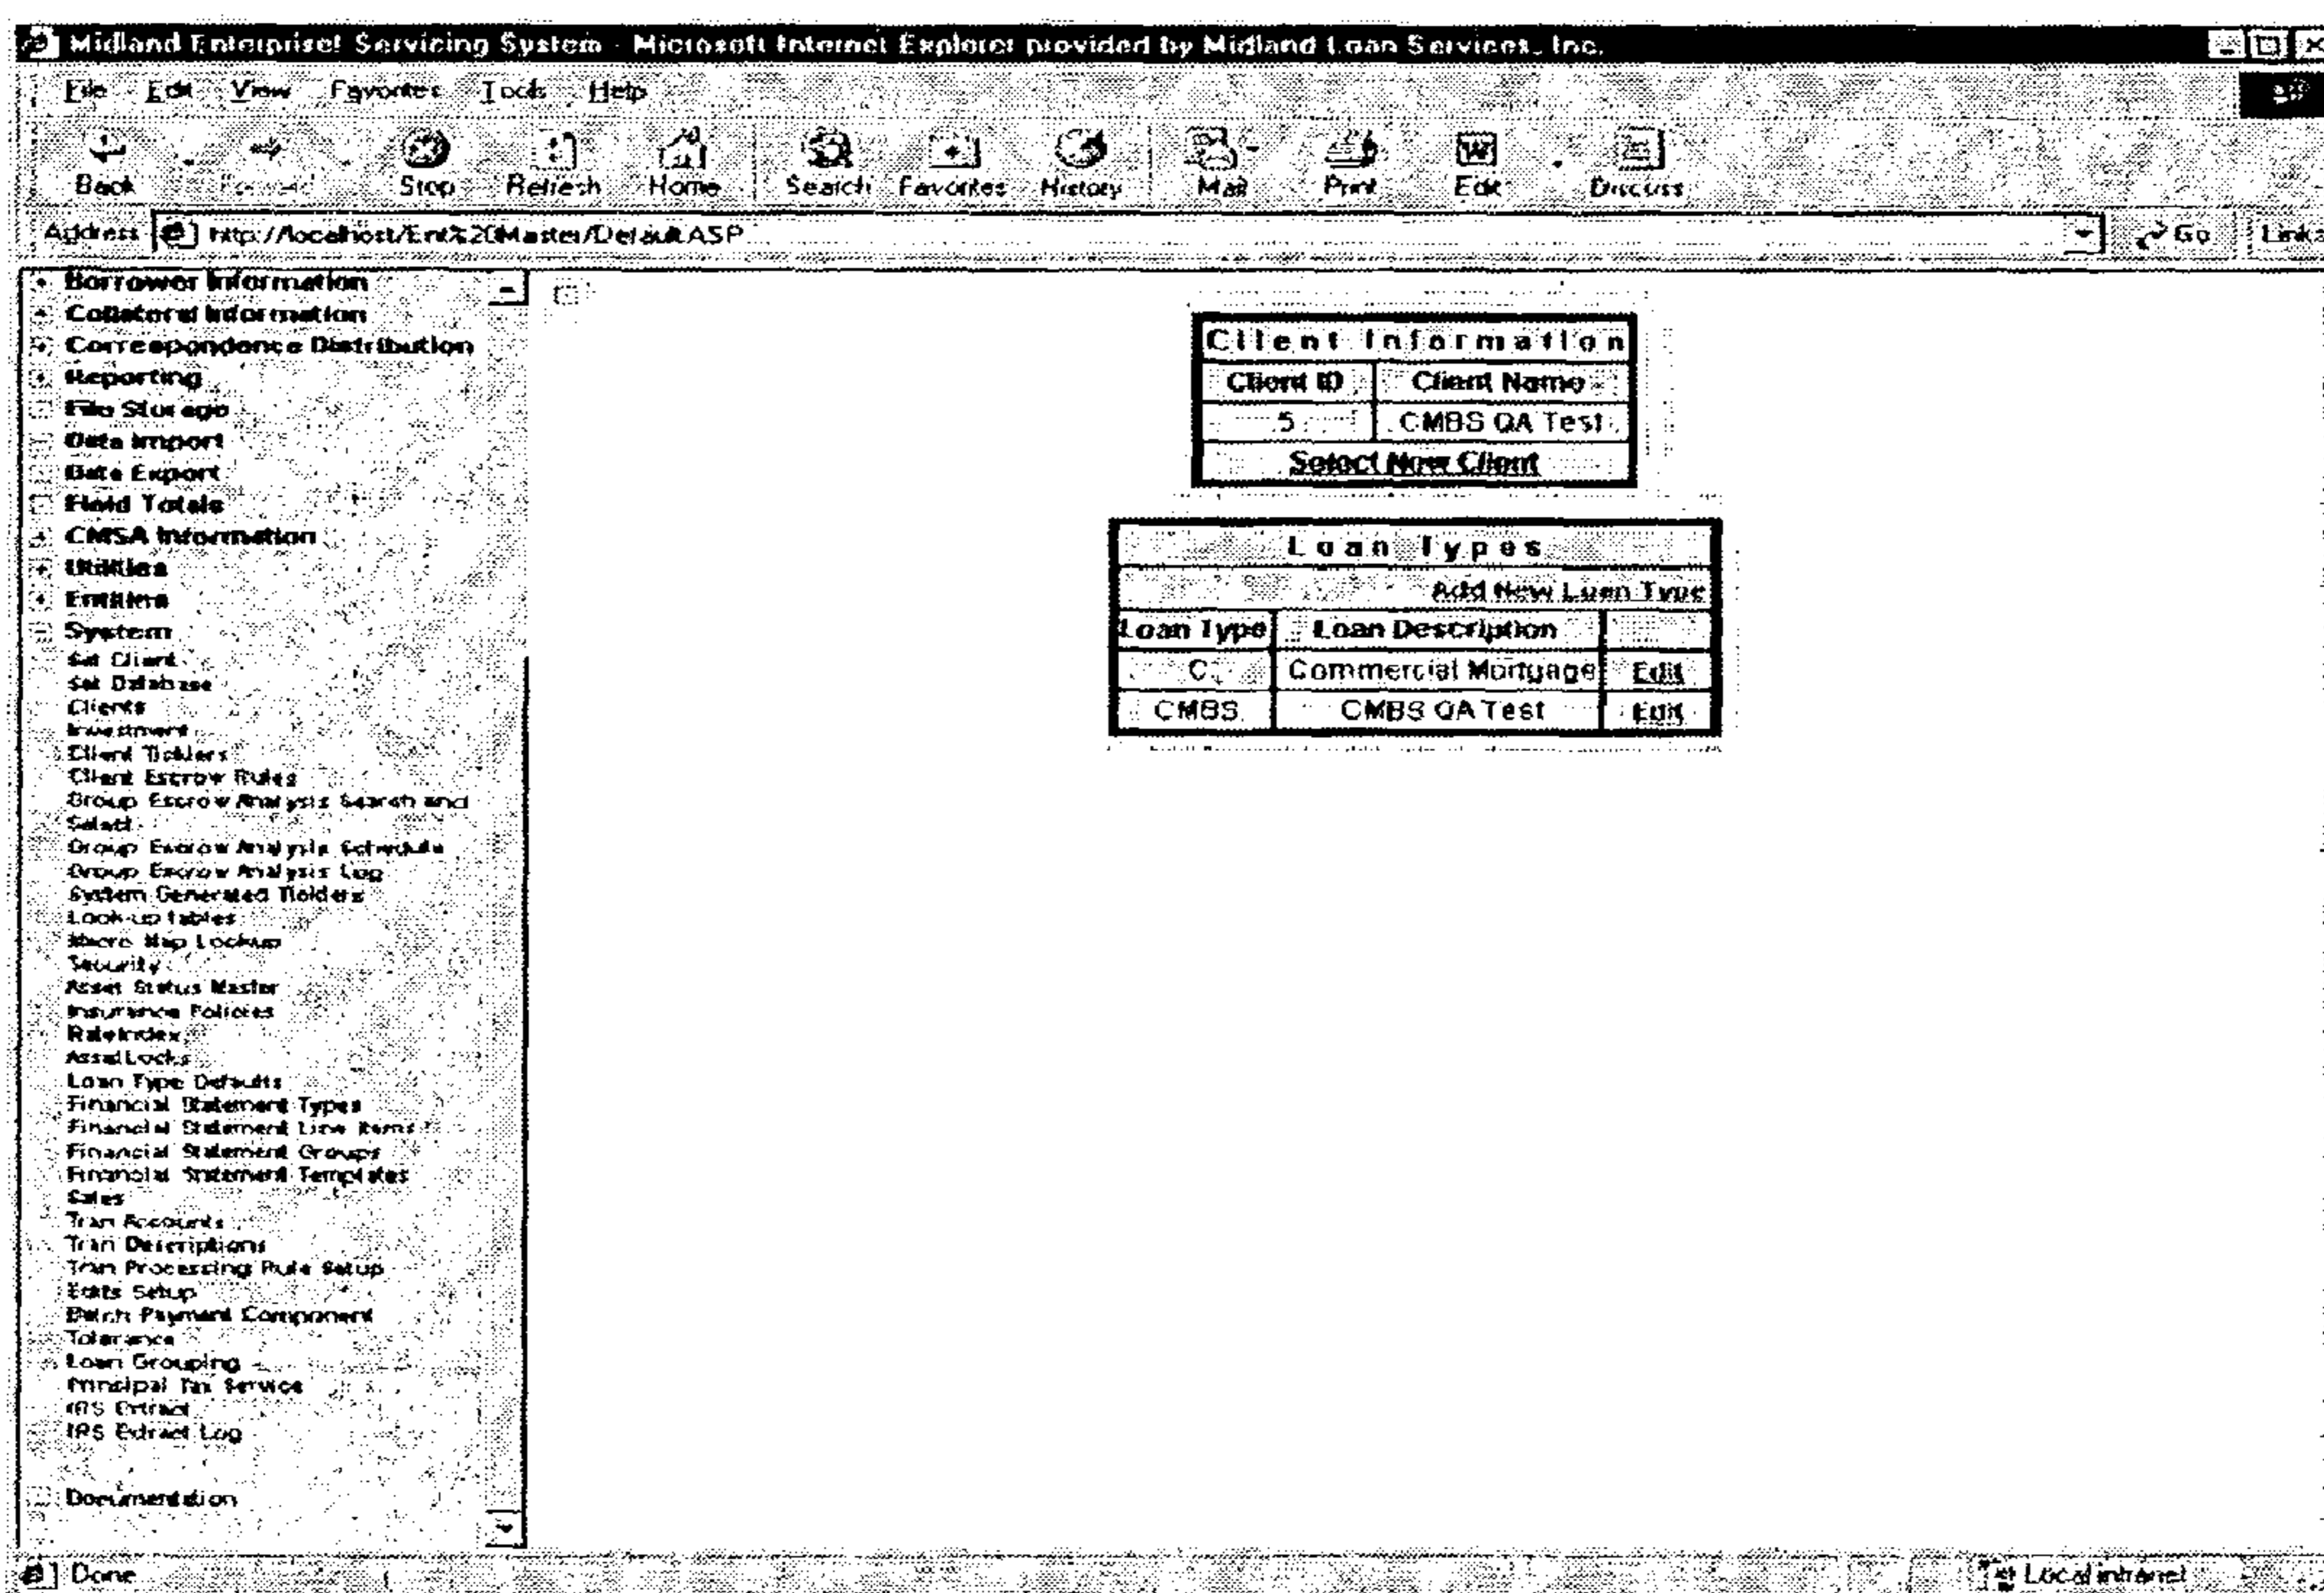 Midland Enterprise! Servicing System - Microsoft Internet Explorer provided by Midland Loan Services, Inc.
File Edit View Favorites Tools Help
Back Forward Stop Refresh Home Search Favorites History Mail Print Edit Discuss
Address http://localhost/Ent%20Master/Default.ASP Go Links
Borrower Information
Collateral Information
Correspondence Distribution
Reporting
File Storage
Data Import
Data Export
Field Totals
CMSA Information
Utilities
Entities
System
Set Client
Set Database
Clients
Investment
Client Ticklers
Client Escrow Rules
Group Escrow Analysis Search and
Select
Group Escrow Analysis Schedule
Group Escrow Analysis Log
System Generated Ticklers
Look-up tables
Map Lookup
Security
Asset Status Master
Insurance Policies
RateIndex
Asset Locks
Loan Type Defaults
Financial Statement Types
Financial Statement Line Items
Financial Statement Groups
Financial Statement Templates
Sales
Tran Accounts
Tran Descriptions
Tran Processing Rule Setup
Edits Setup
Batch Payment Component
Tolerance
Loan Grouping
Principal Tax Service
IRS Extract
IRS Extract Log
Documentation
Client Information
Client ID Client Name
5 CMBS QA Test
Select New Client
Loan Types
Add New Loan Type
Loan Type Loan Description
C Commercial Mortgage Edit
CMBS CMBS QA Test Edit
Done Local intranet